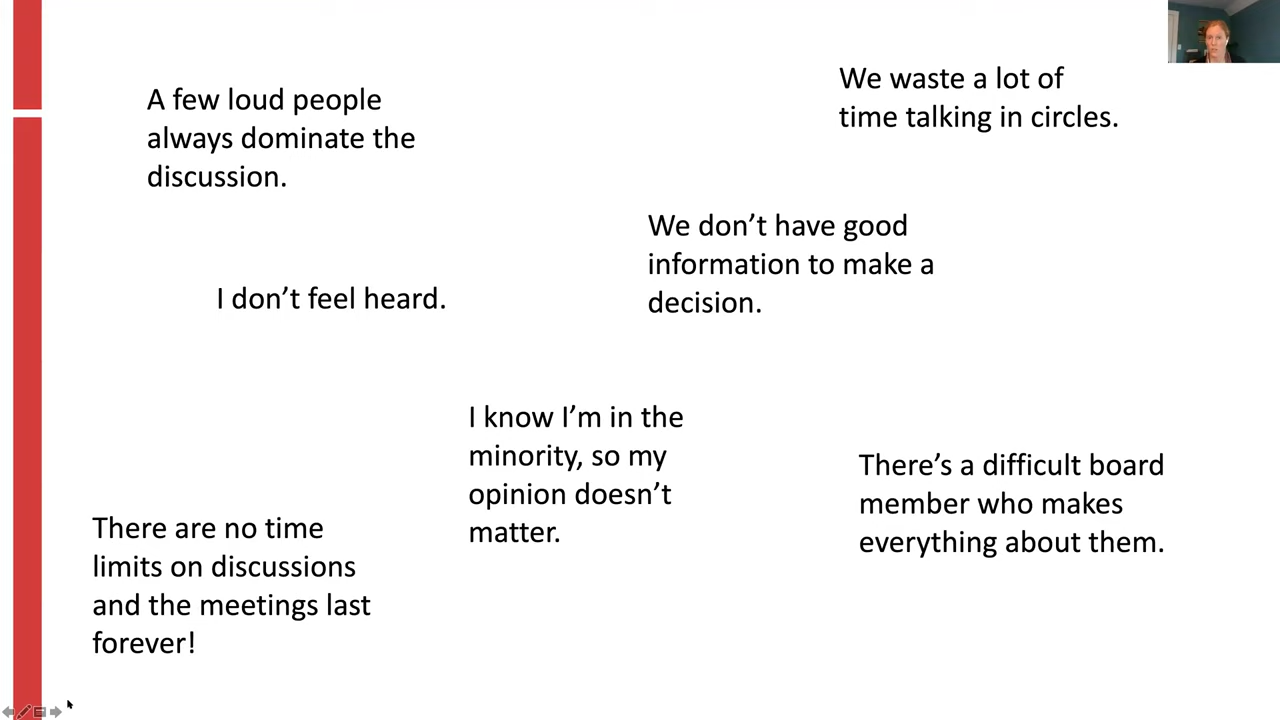 A few loud people
always dominate the
discussion.
We waste a lot of
time talking in circles.
We don’t have good
information to make a
decision.
I don’t feel heard.
I know I’m in the
minority, so my
opinion doesn’t
matter.
There’s a difficult board
member who makes
everything about them.
There are no time
limits on discussions
and the meetings last
forever!